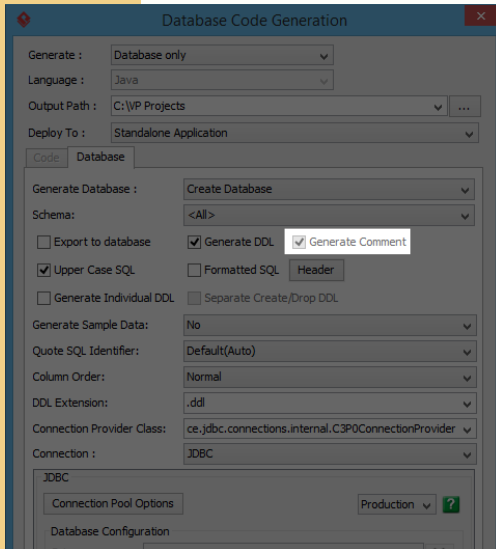 Database Code Generation
Generate : Database only
Language : Java
Output Path : C:\VP Projects ...
Deploy To : Standalone Application
Code Database
Generate Database : Create Database
Schema: <All>
Export to database Generate DDL Generate Comment
Upper Case SQL Formatted SQL Header
Generate Individual DDL Separate Create/Drop DDL
Generate Sample Data: No
Quote SQL Identifier: Default(Auto)
Column Order: Normal
DDL Extension: .ddl
Connection Provider Class: ce.jdbc.connections.internal.C3P0ConnectionProvider
Connection : JDBC
JDBC
Connection Pool Options Production ?
Database Configuration